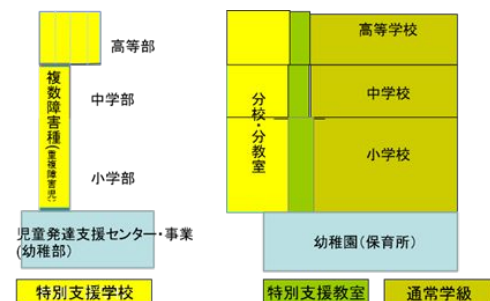 高等部
複数障害種(重複障害児)
中学部
小学部
児童発達支援センター・事業
(幼稚部)
特別支援学校
高等学校
中学校
分校・分教室
小学校
幼稚園(保育所)
特別支援教室
通常学級